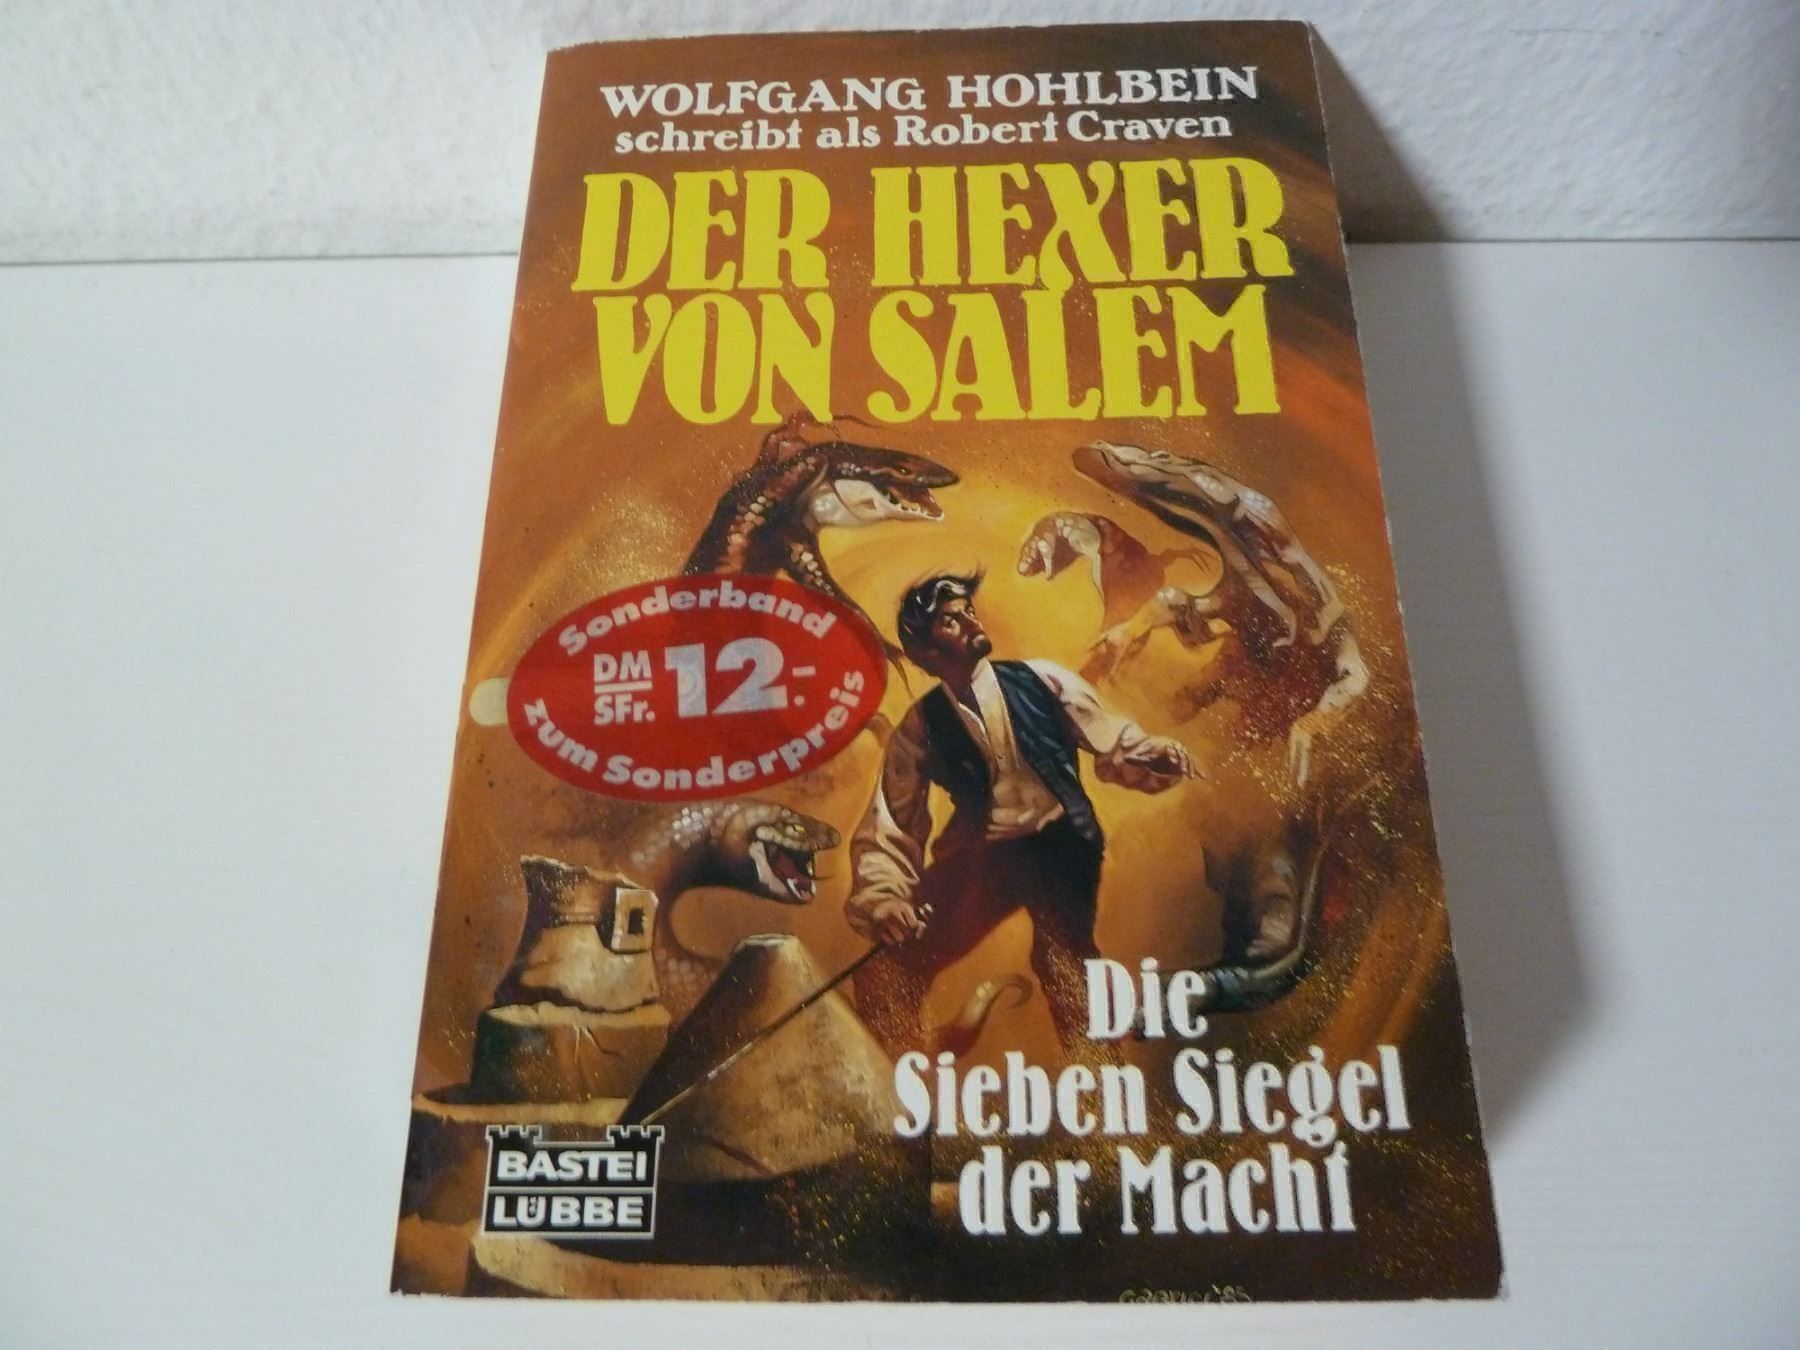 WOLFGANG HOHLBEIN
schreibt als Robert Craven
DER HEXER
VON SALEM
Sonderband
DM
SFr.
12.-
zum Sonderpreis
Die
Sieben Siegel
der Macht
BASTEI
LÜBBE